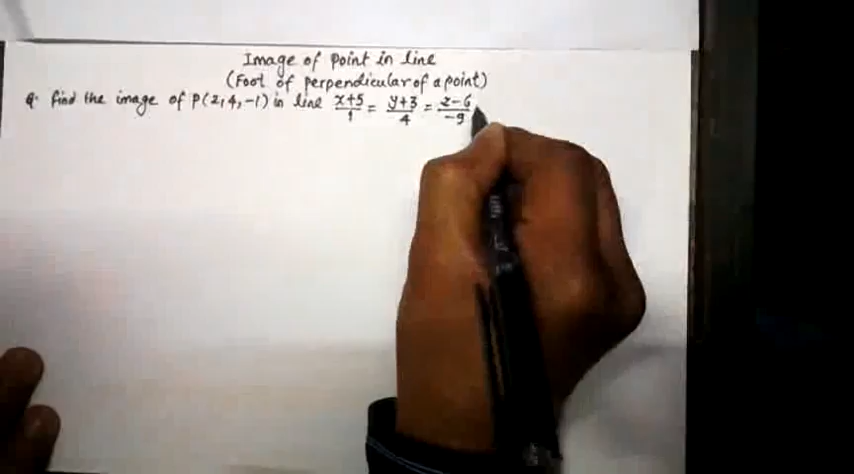 Image of point in line
(Foot of perpendicular of a point)
Q. find the image of P(2,4,-1) in line x+5/1 = y+3/4 = z-6/-9